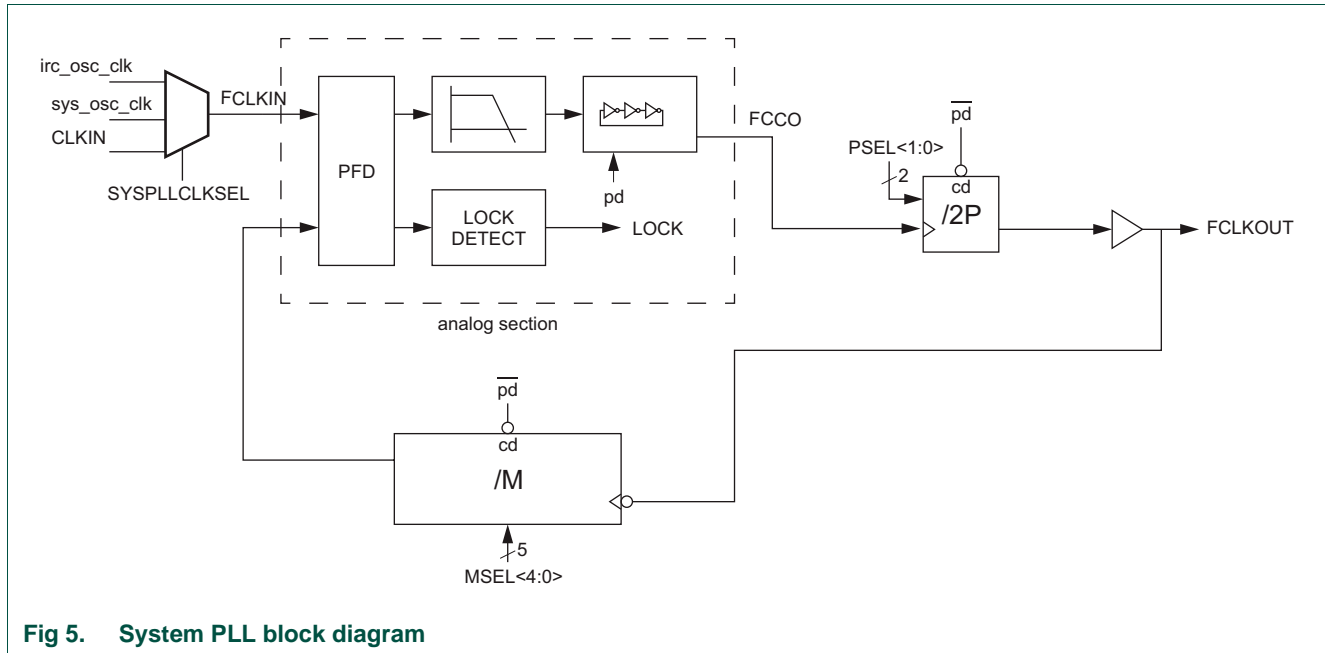 irc_osc_clk
sys_osc_clk
CLKIN
SYSPLLCLKSEL
FCLKIN
PFD
LOCK
DETECT
LOCK
pd
analog section
FCCO
PSEL<1:0>
2
pd
cd
/2P
FCLKOUT
pd
cd
/M
5
MSEL<4:0>
Fig 5. System PLL block diagram